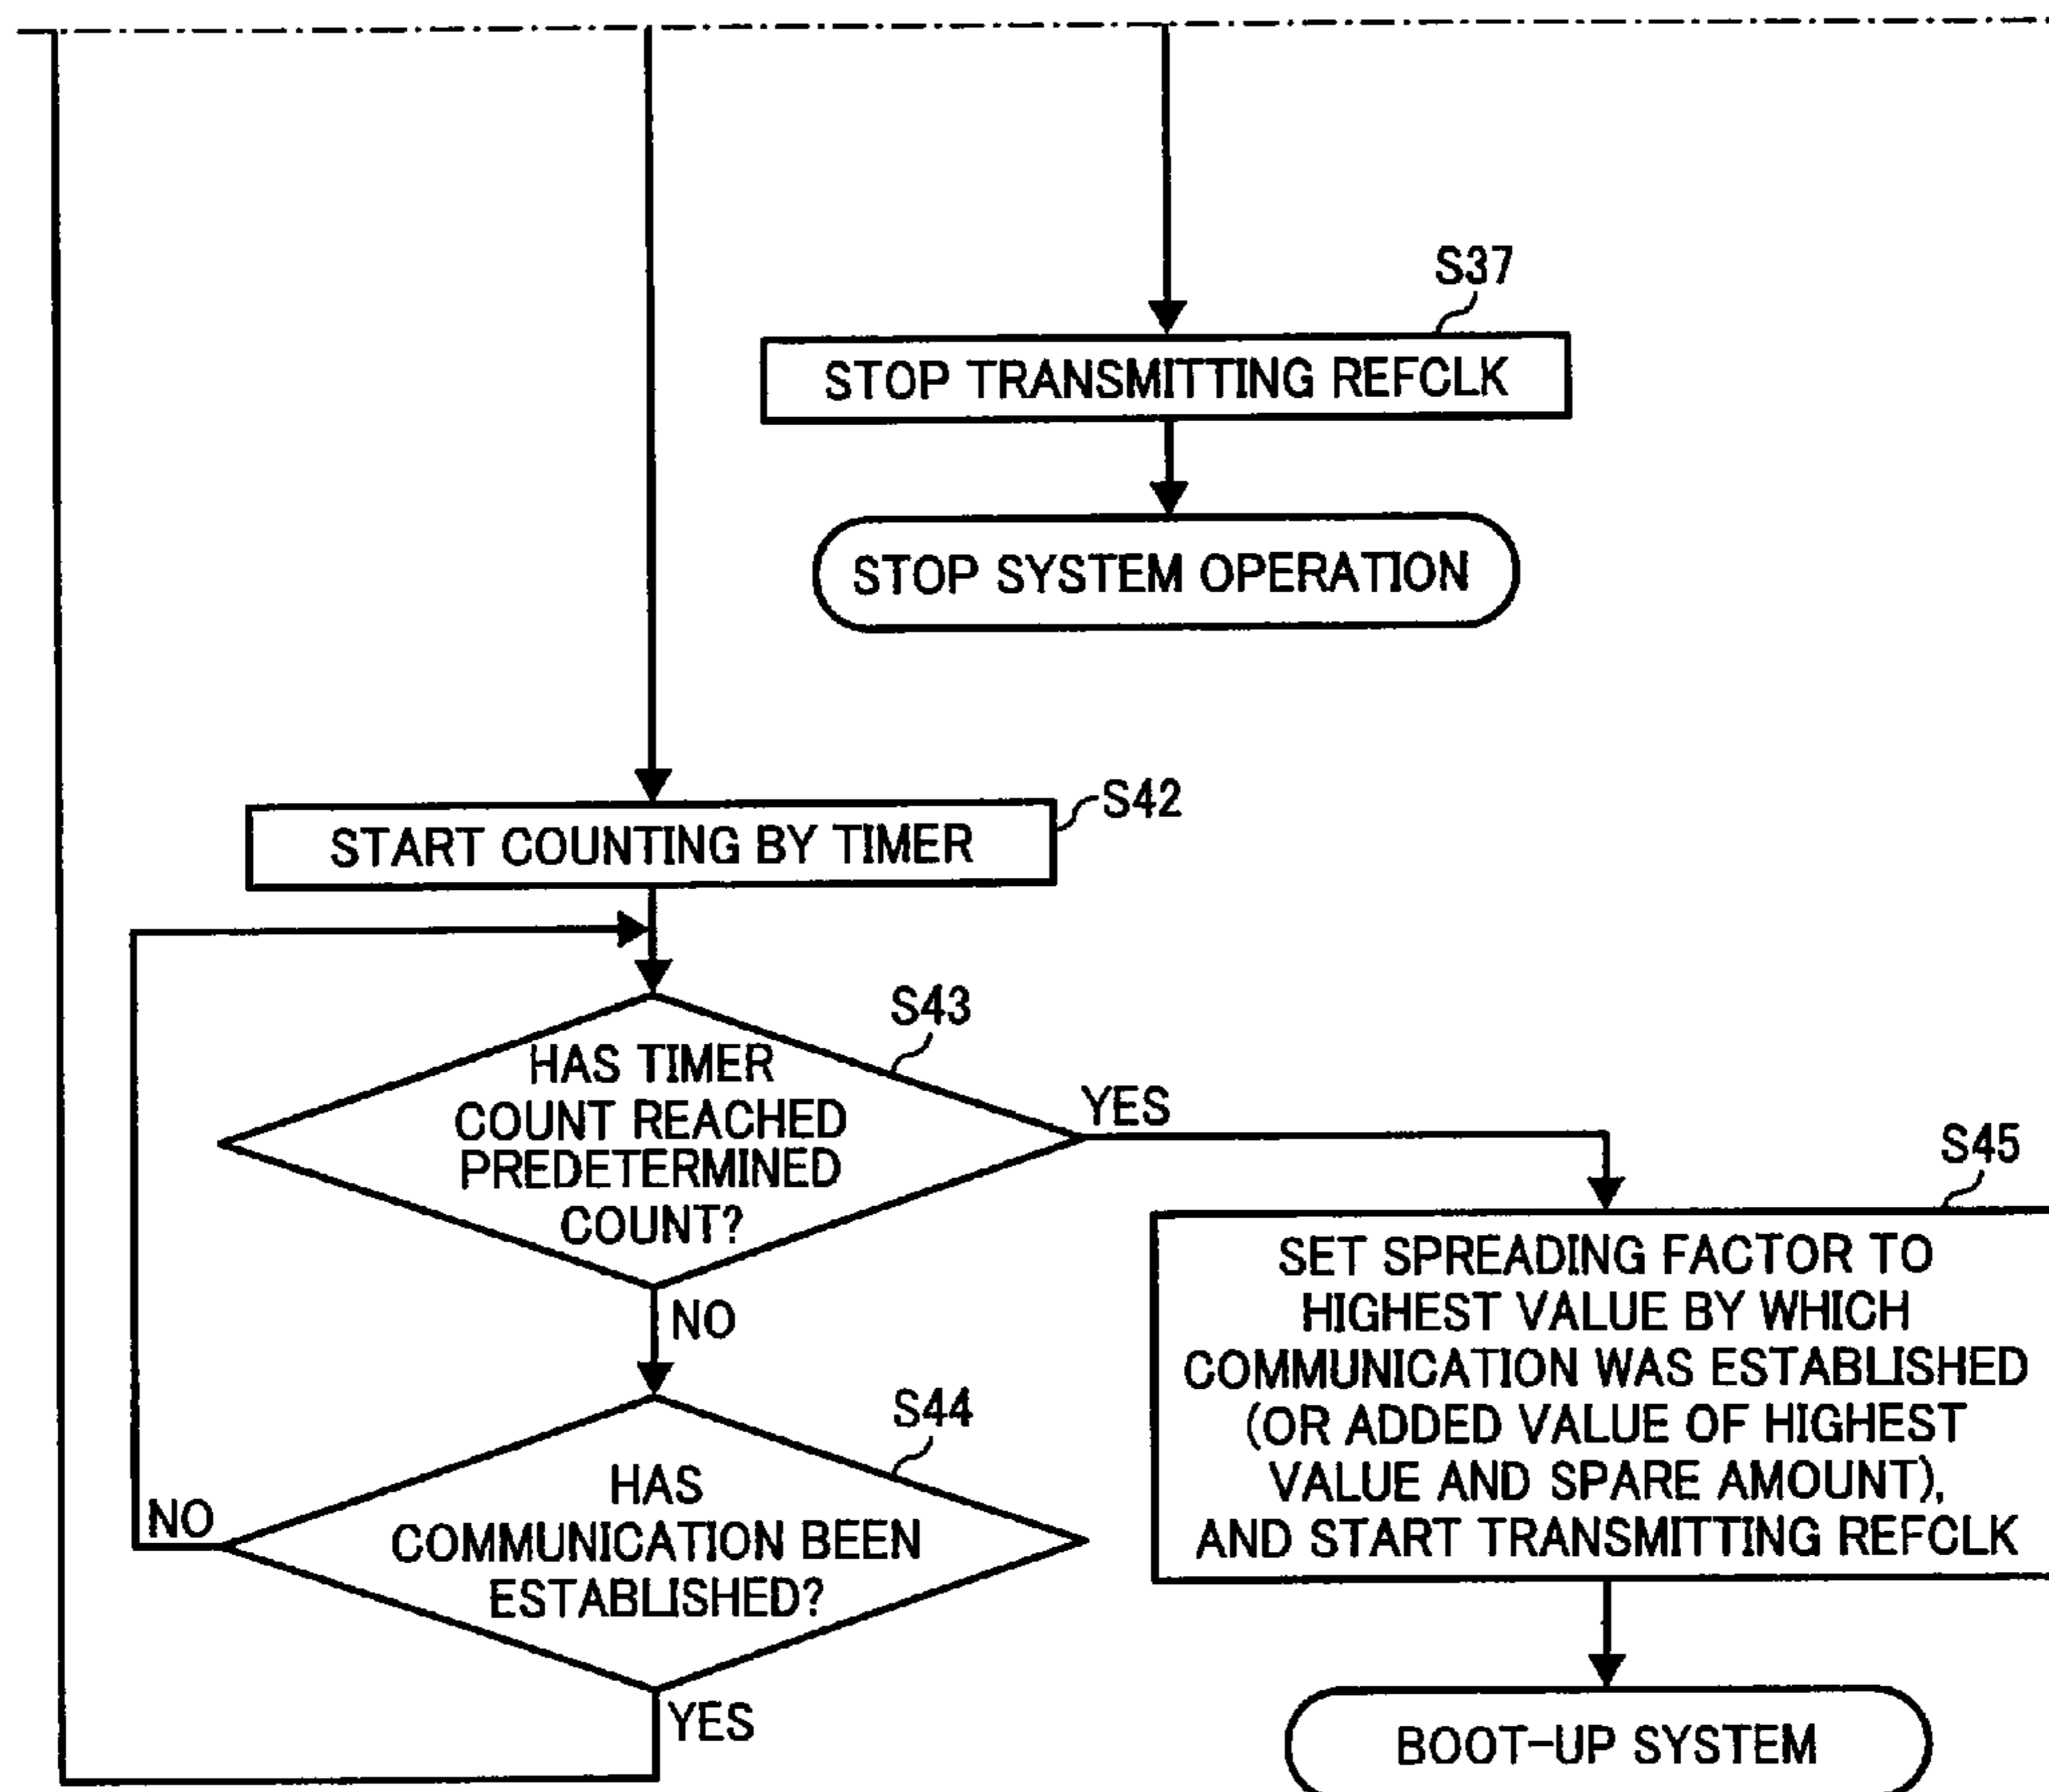 S37
STOP TRANSMITTING REFCLK
STOP SYSTEM OPERATION
S42
START COUNTING BY TIMER
S43
HAS TIMER
COUNT REACHED
PREDETERMINED
COUNT?
YES
NO
S45
SET SPREADING FACTOR TO
HIGHEST VALUE BY WHICH
COMMUNICATION WAS ESTABLISHED
(OR ADDED VALUE OF HIGHEST
VALUE AND SPARE AMOUNT),
AND START TRANSMITTING REFCLK
S44
HAS
COMMUNICATION BEEN
ESTABLISHED?
NO
YES
BOOT-UP SYSTEM